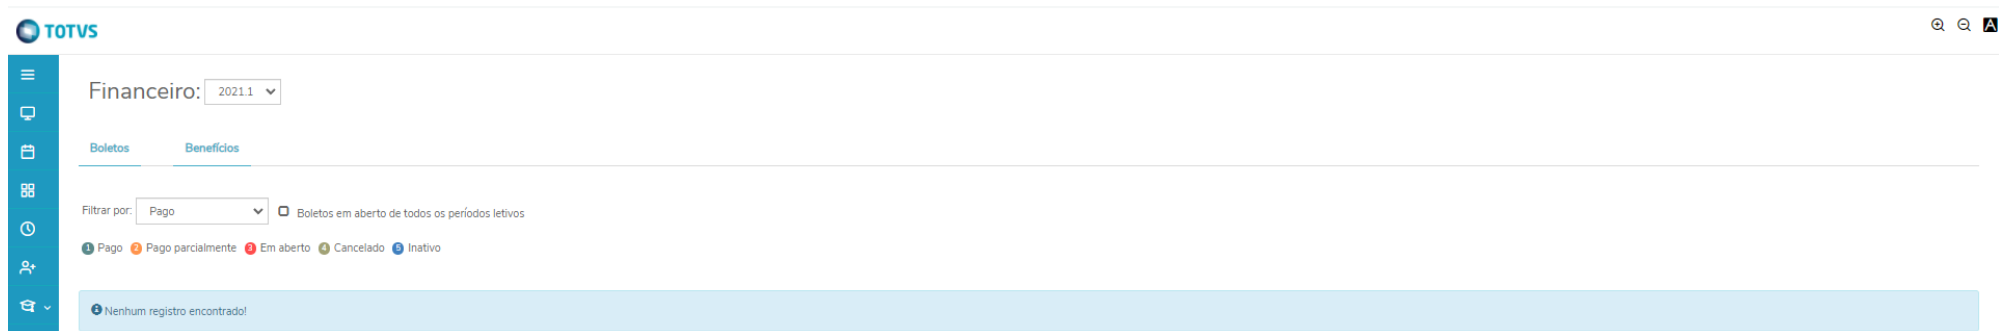 TOTVS
A
Financeiro: 2021.1
Boletos Benefícios
Filtrar por: Pago Boletos em aberto de todos os períodos letivos
1 Pago 2 Pago parcialmente 3 Em aberto 4 Cancelado 5 Inativo
Nenhum registro encontrado!